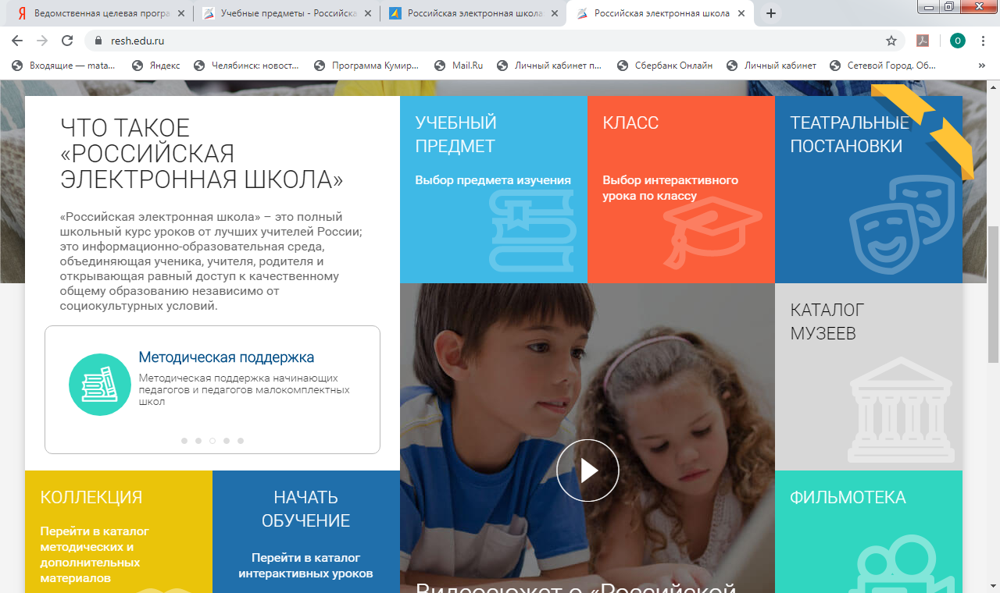 Ведомственная целевая програ
Учебные предметы - Российска
Российская электронная школа
Российская электронная школа
resh.edu.ru
О
Входящие — mata...
Яндекс
Челябинск: новост...
Программа Кумир...
Mail.Ru
Личный кабинет п...
Сбербанк Онлайн
Личный кабинет
Сетевой Город. Об...
ЧТО ТАКОЕ
«РОССИЙСКАЯ
ЭЛЕКТРОННАЯ ШКОЛА»
«Российская электронная школа» – это полный
школьный курс уроков от лучших учителей России;
это информационно-образовательная среда,
объединяющая ученика, учителя, родителя и
открывающая равный доступ к качественному
общему образованию независимо от
социокультурных условий.
Методическая поддержка
Методическая поддержка начинающих
педагогов и педагогов малокомплектных
школ
УЧЕБНЫЙ
ПРЕДМЕТ
Выбор предмета изучения
КЛАСС
Выбор интерактивного
урока по классу
ТЕАТРАЛЬНЫЕ
ПОСТАНОВКИ
КАТАЛОГ
МУЗЕЕВ
КОЛЛЕКЦИЯ
Перейти в каталог
методических и
дополнительных
материалов
НАЧАТЬ
ОБУЧЕНИЕ
Перейти в каталог
интерактивных уроков
Видеосюжет о «Российской
ФИЛЬМОТЕКА